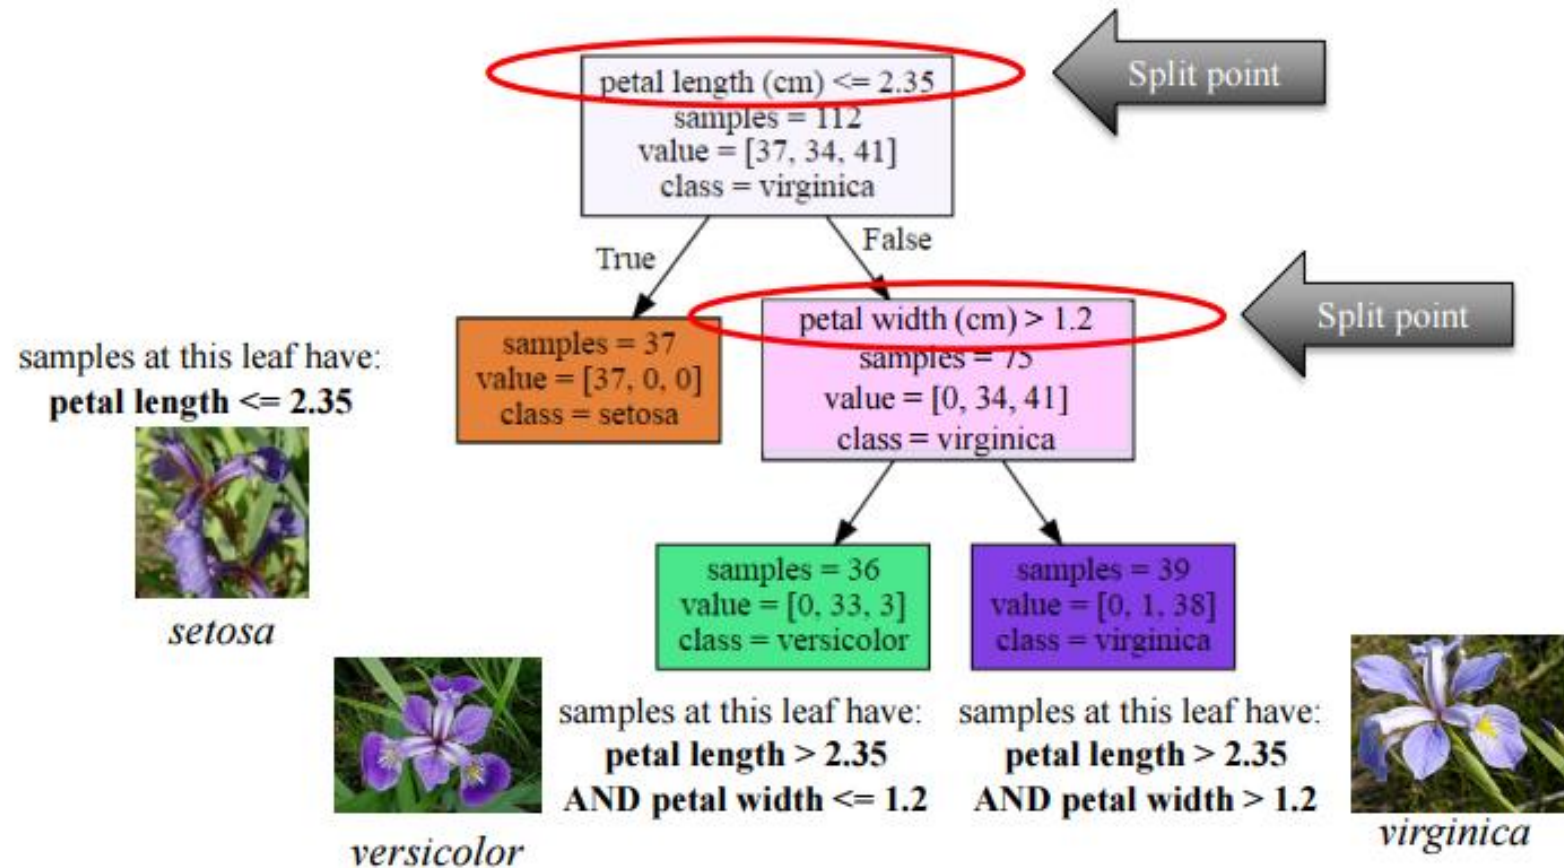 petal length (cm) <= 2.35
samples = 112
value = [37, 34, 41]
class = virginica
Split point
True
False
samples = 37
value = [37, 0, 0]
class = setosa
petal width (cm) > 1.2
samples = 75
value = [0, 34, 41]
class = virginica
Split point
samples at this leaf have:
petal length <= 2.35
setosa
samples = 36
value = [0, 33, 3]
class = versicolor
samples = 39
value = [0, 1, 38]
class = virginica
samples at this leaf have:
petal length > 2.35
AND petal width <= 1.2
samples at this leaf have:
petal length > 2.35
AND petal width > 1.2
versicolor
virginica